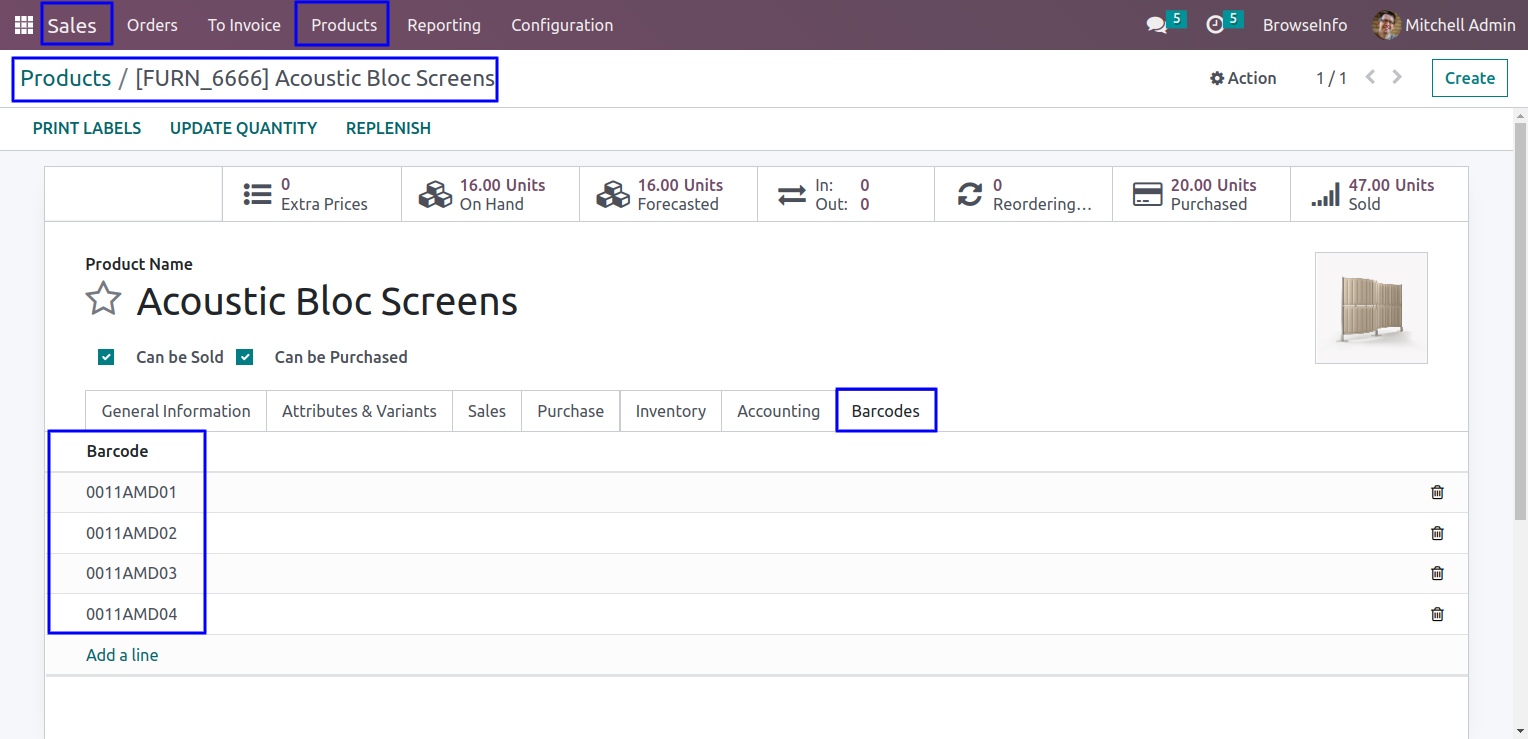 Sales Orders To Invoice Products Reporting Configuration 5 5 BrowseInfo Mitchell Admin
Products / [FURN_6666] Acoustic Bloc Screens Action 1 / 1 Create
PRINT LABELS UPDATE QUANTITY REPLENISH
0
Extra Prices
16.00 Units
On Hand
16.00 Units
Forecasted
In: 0
Out: 0
0
Reordering...
20.00 Units
Purchased
47.00 Units
Sold
Product Name
Acoustic Bloc Screens
Can be Sold Can be Purchased
General Information Attributes & Variants Sales Purchase Inventory Accounting Barcodes
Barcode
0011AMD01
0011AMD02
0011AMD03
0011AMD04
Add a line